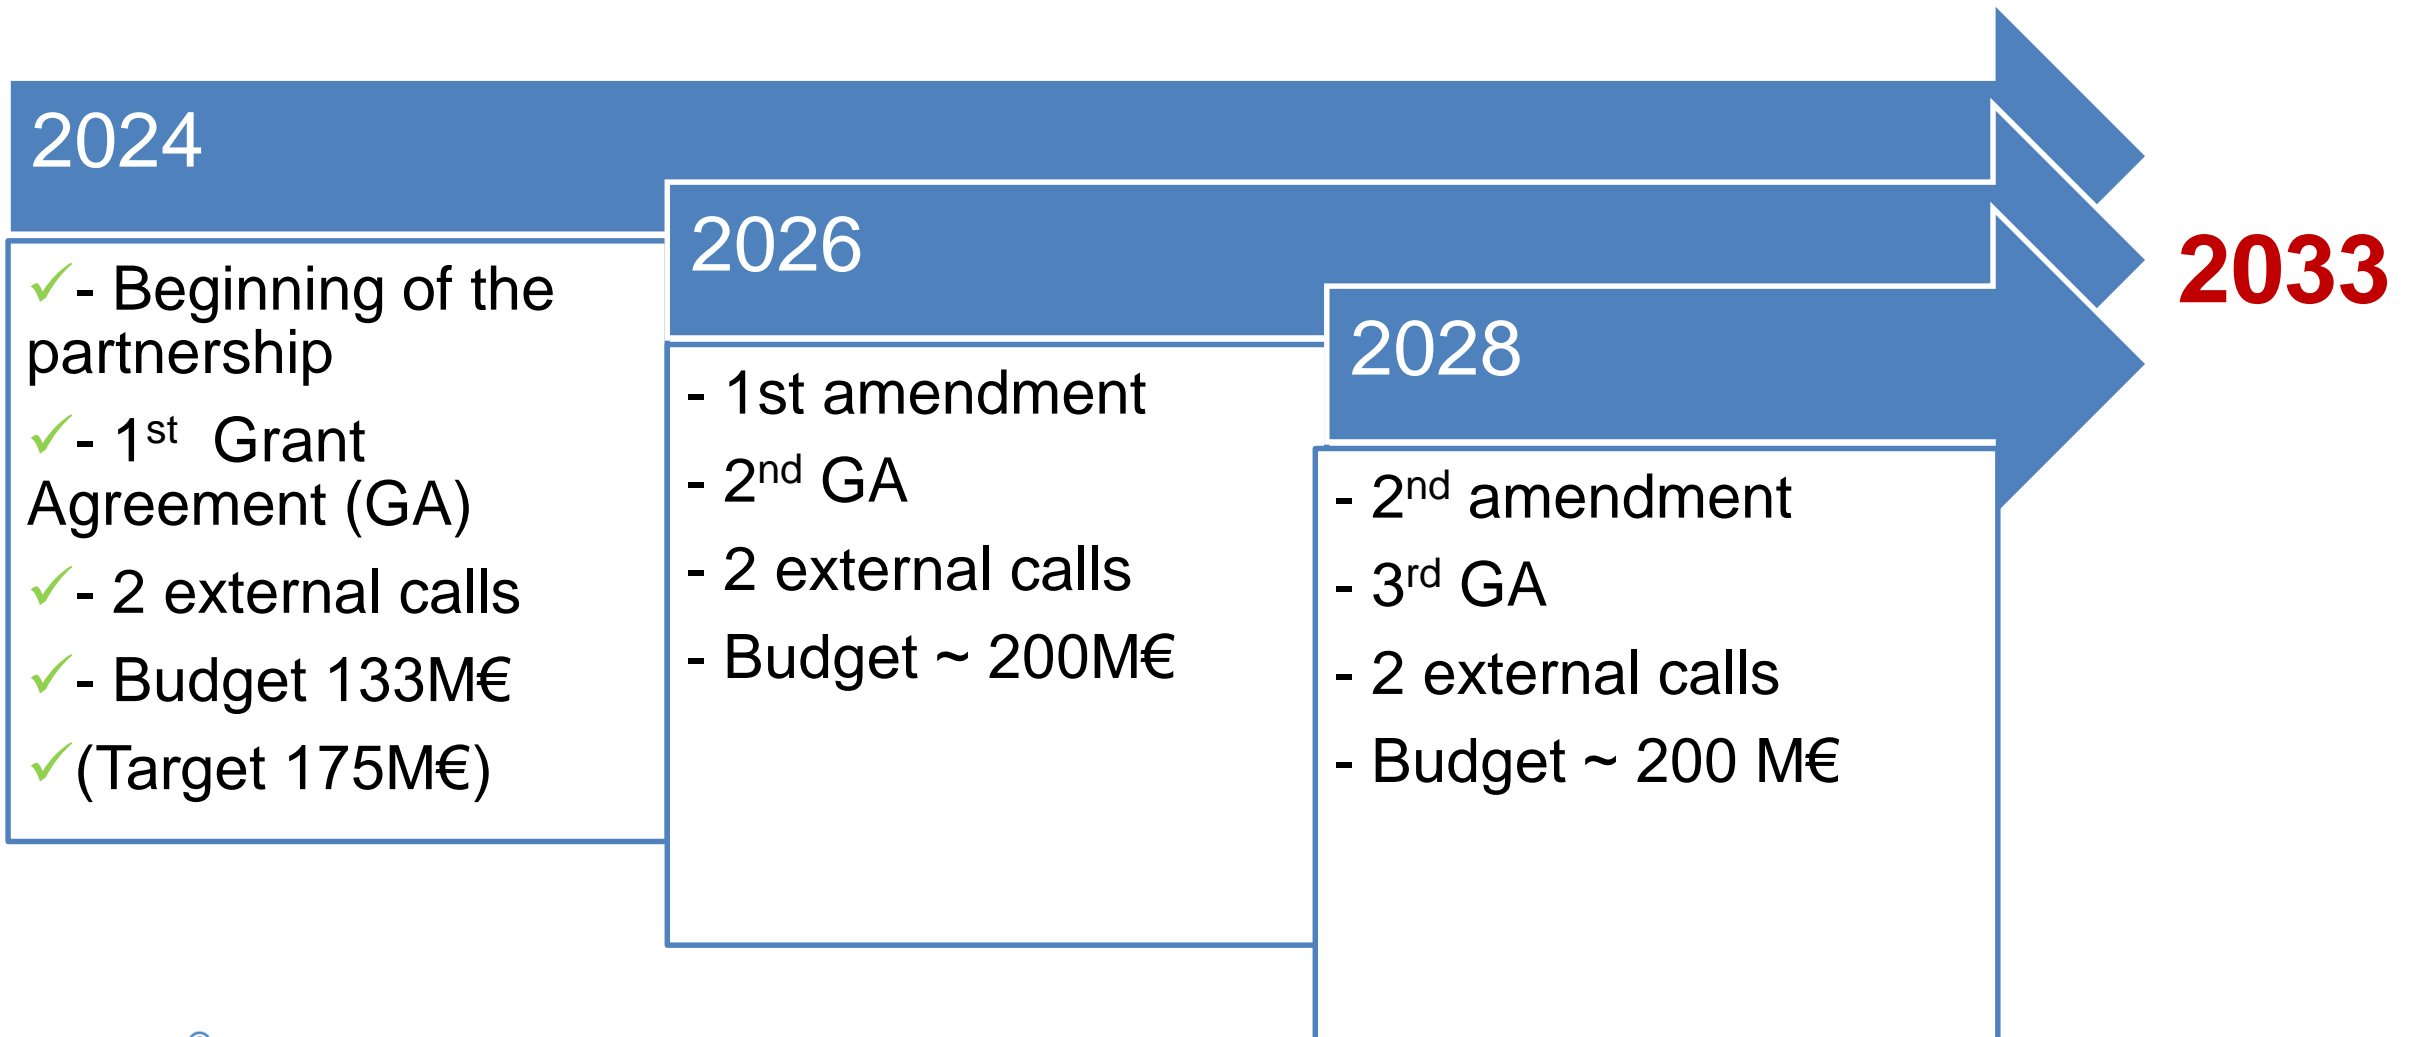 2024
✓- Beginning of the
partnership
✓- 1st Grant
Agreement (GA)
✓- 2 external calls
✓- Budget 133M€
✓(Target 175M€)
2026
- 1st amendment
- 2nd GA
- 2 external calls
- Budget ~ 200M€
2028
- 2nd amendment
- 3rd GA
- 2 external calls
- Budget ~ 200 M€
2033